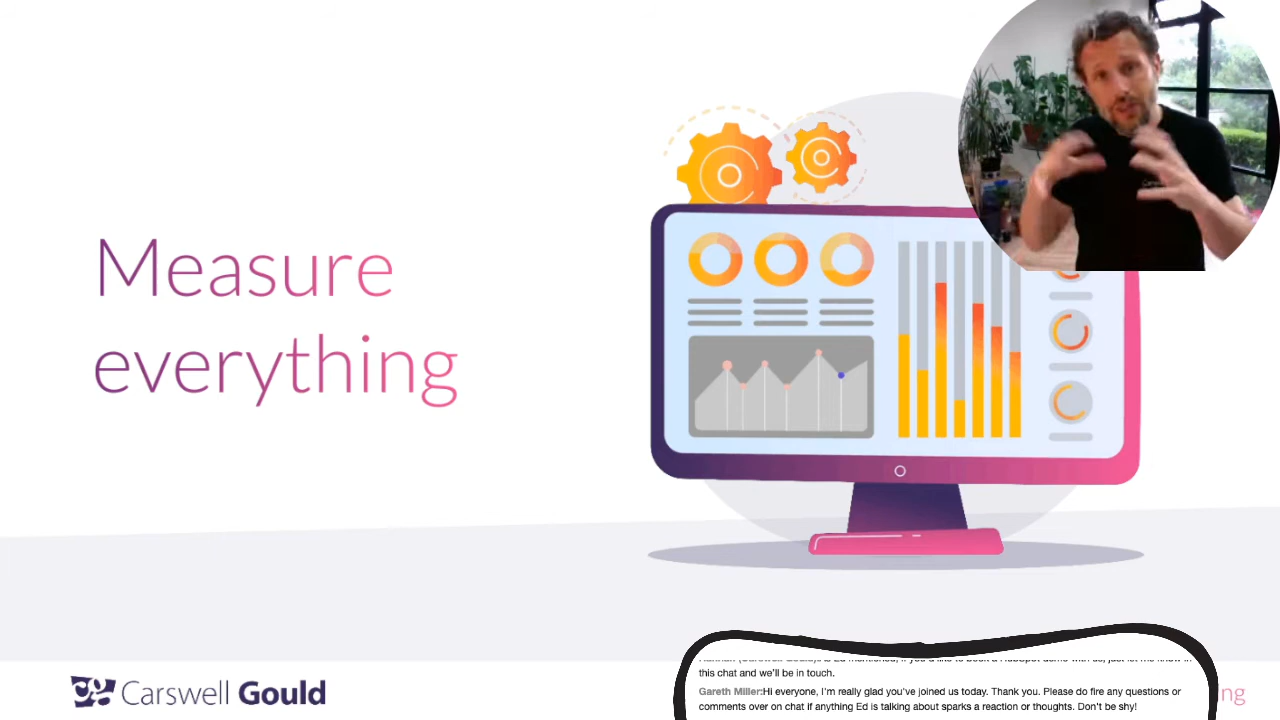 Measure
everything
Carswell Gould
this chat and we'll be in touch.
Gareth Miller:Hi everyone, I'm really glad you've joined us today. Thank you. Please do fire any questions or
comments over on chat if anything Ed is talking about sparks a reaction or thoughts. Don't be shy!
ng